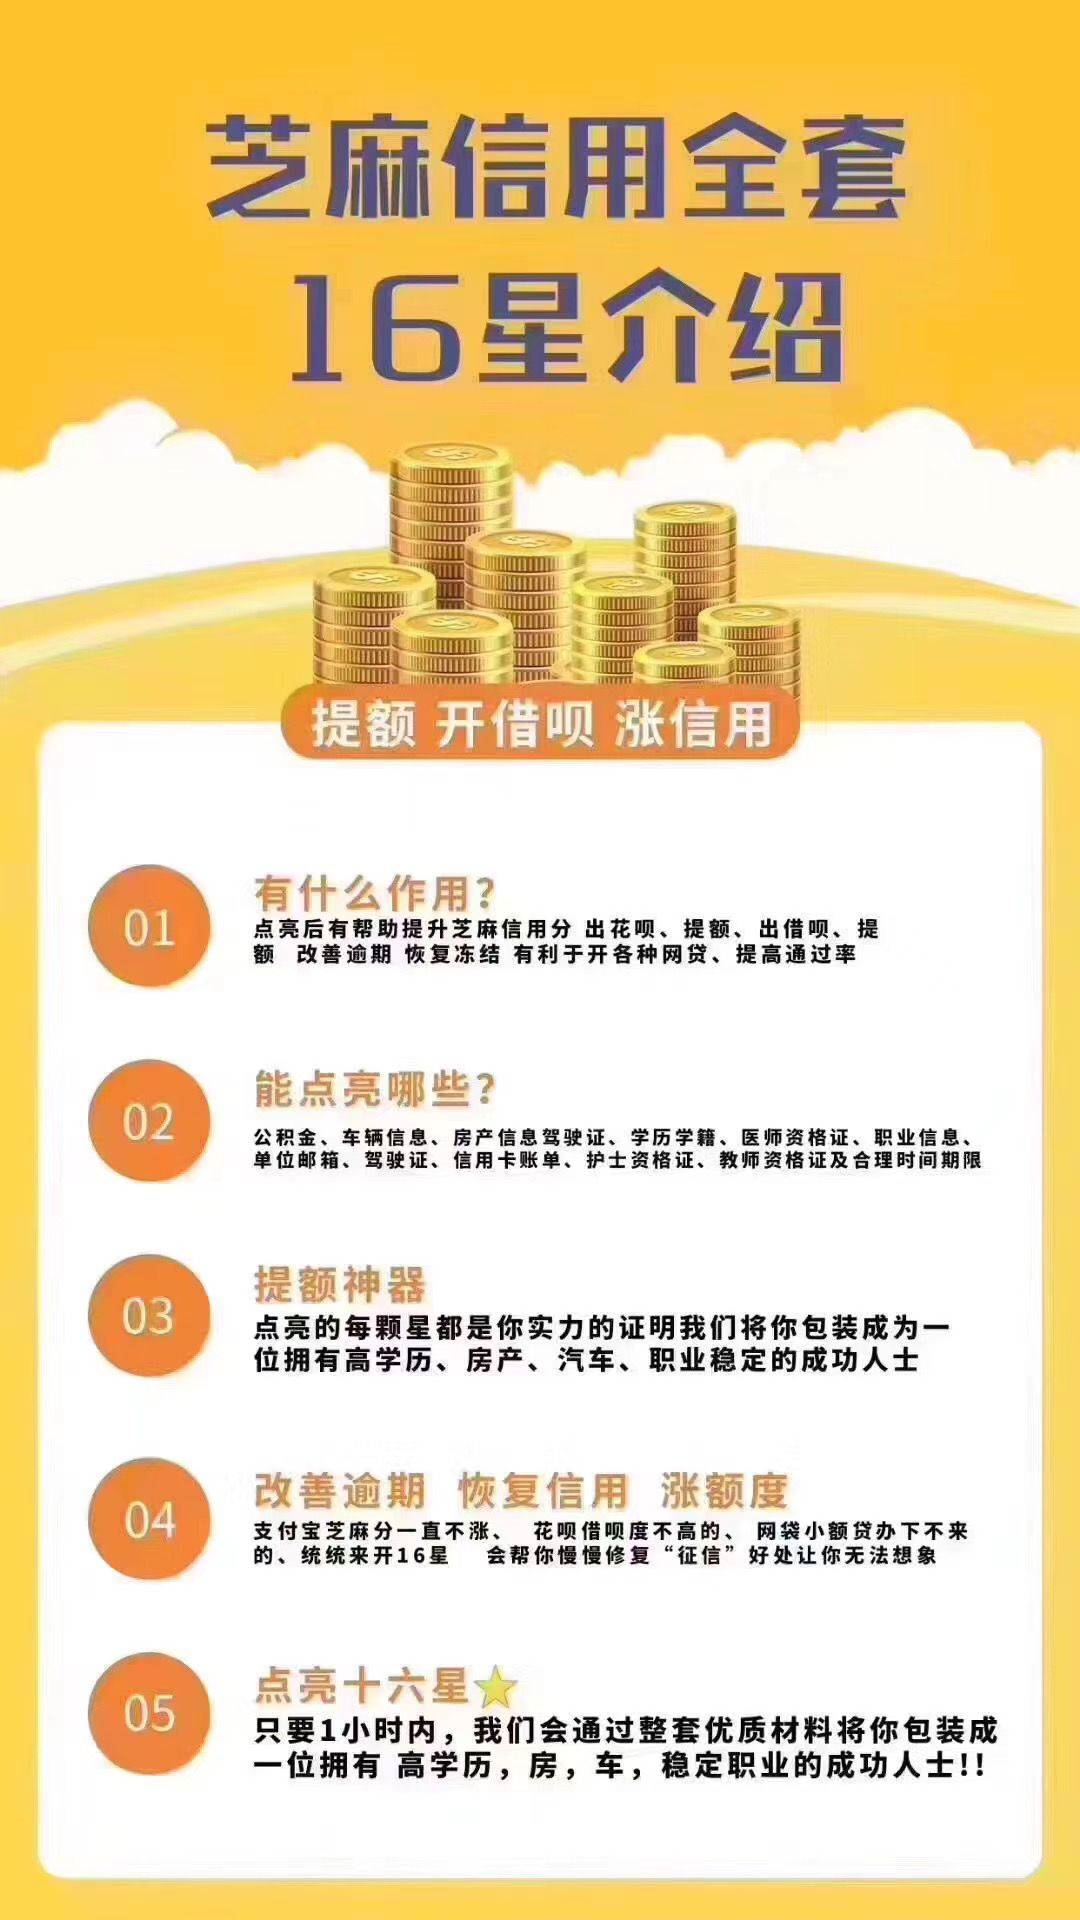 芝麻信用全套
16星介绍
提额 开借呗 涨信用
01
有什么作用？
点亮后有帮助提升芝麻信用分 出花呗、提额、出借呗、提
额 改善逾期 恢复冻结 有利于开各种网贷、提高通过率
02
能点亮哪些？
公积金、车辆信息、房产信息驾驶证、学历学籍、医师资格证、职业信息、
单位邮箱、驾驶证、信用卡账单、护士资格证、教师资格证及合理时间期限
03
提额神器
点亮的每颗星都是你实力的证明我们将你包装成为一
位拥有高学历、房产、汽车、职业稳定的成功人士
04
改善逾期 恢复信用 涨额度
支付宝芝麻分一直不涨、 花呗借呗度不高的、 网袋小额贷办下不来
的、统统来开16星 会帮你慢慢修复“征信”好处让你无法想象
05
点亮十六星
只要1小时内，我们会通过整套优质材料将你包装成
一位拥有 高学历，房，车，稳定职业的成功人士!!